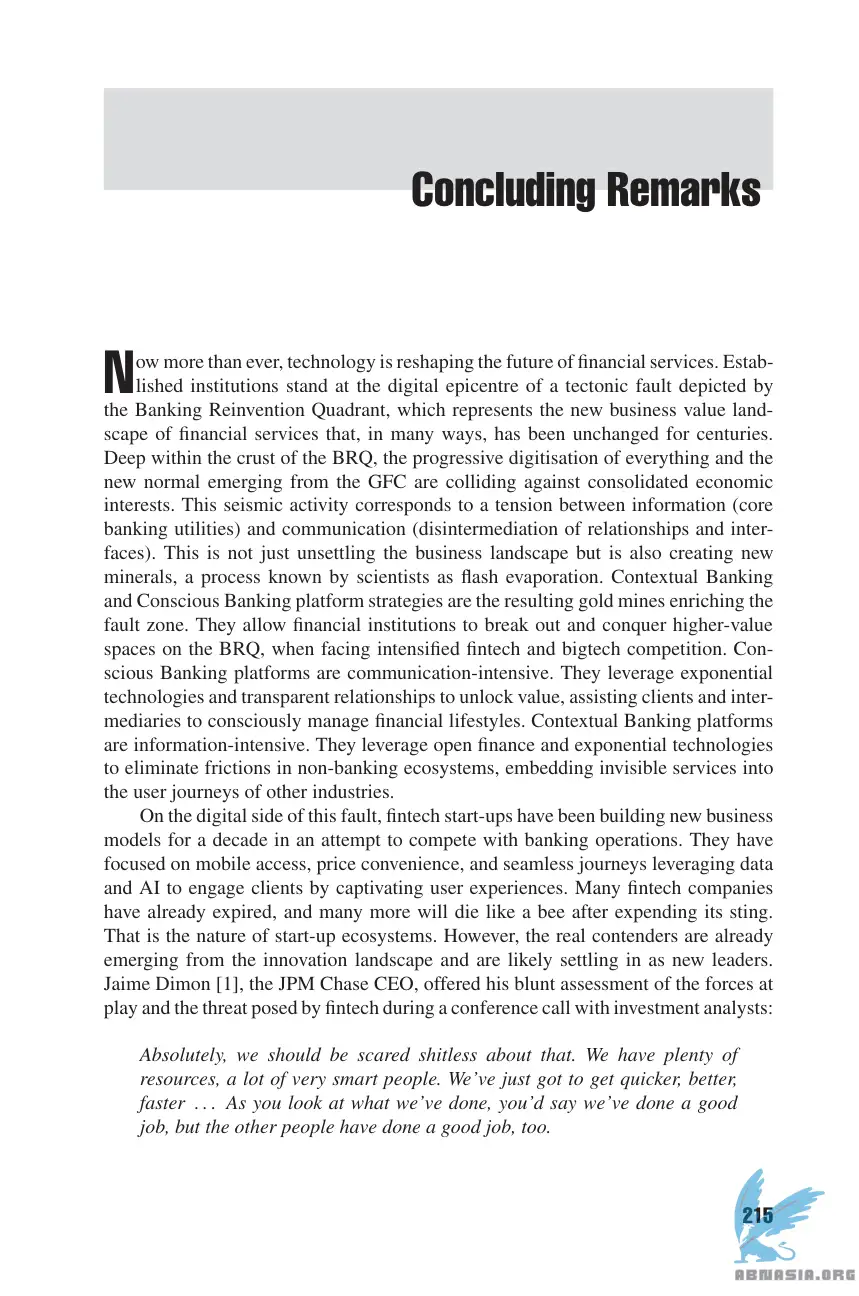 Concluding Remarks
Now more than ever, technology is reshaping the future of financial services. Estab-
lished institutions stand at the digital epicentre of a tectonic fault depicted by
the Banking Reinvention Quadrant, which represents the new business value land-
scape of financial services that, in many ways, has been unchanged for centuries.
Deep within the crust of the BRQ, the progressive digitisation of everything and the
new normal emerging from the GFC are colliding against consolidated economic
interests. This seismic activity corresponds to a tension between information (core
banking utilities) and communication (disintermediation of relationships and inter-
faces). This is not just unsettling the business landscape but is also creating new
minerals, a process known by scientists as flash evaporation. Contextual Banking
and Conscious Banking platform strategies are the resulting gold mines enriching the
fault zone. They allow financial institutions to break out and conquer higher-value
spaces on the BRQ, when facing intensified fintech and bigtech competition. Con-
scious Banking platforms are communication-intensive. They leverage exponential
technologies and transparent relationships to unlock value, assisting clients and inter-
mediaries to consciously manage financial lifestyles. Contextual Banking platforms
are information-intensive. They leverage open finance and exponential technologies
to eliminate frictions in non-banking ecosystems, embedding invisible services into
the user journeys of other industries.
On the digital side of this fault, fintech start-ups have been building new business
models for a decade in an attempt to compete with banking operations. They have
focused on mobile access, price convenience, and seamless journeys leveraging data
and AI to engage clients by captivating user experiences. Many fintech companies
have already expired, and many more will die like a bee after expending its sting.
That is the nature of start-up ecosystems. However, the real contenders are already
emerging from the innovation landscape and are likely settling in as new leaders.
Jaime Dimon [1], the JPM Chase CEO, offered his blunt assessment of the forces at
play and the threat posed by fintech during a conference call with investment analysts:
Absolutely, we should be scared shitless about that. We have plenty of
resources, a lot of very smart people. We've just got to get quicker, better,
faster … As you look at what we've done, you'd say we've done a good
job, but the other people have done a good job, too.
215
ABNASIA.ORG